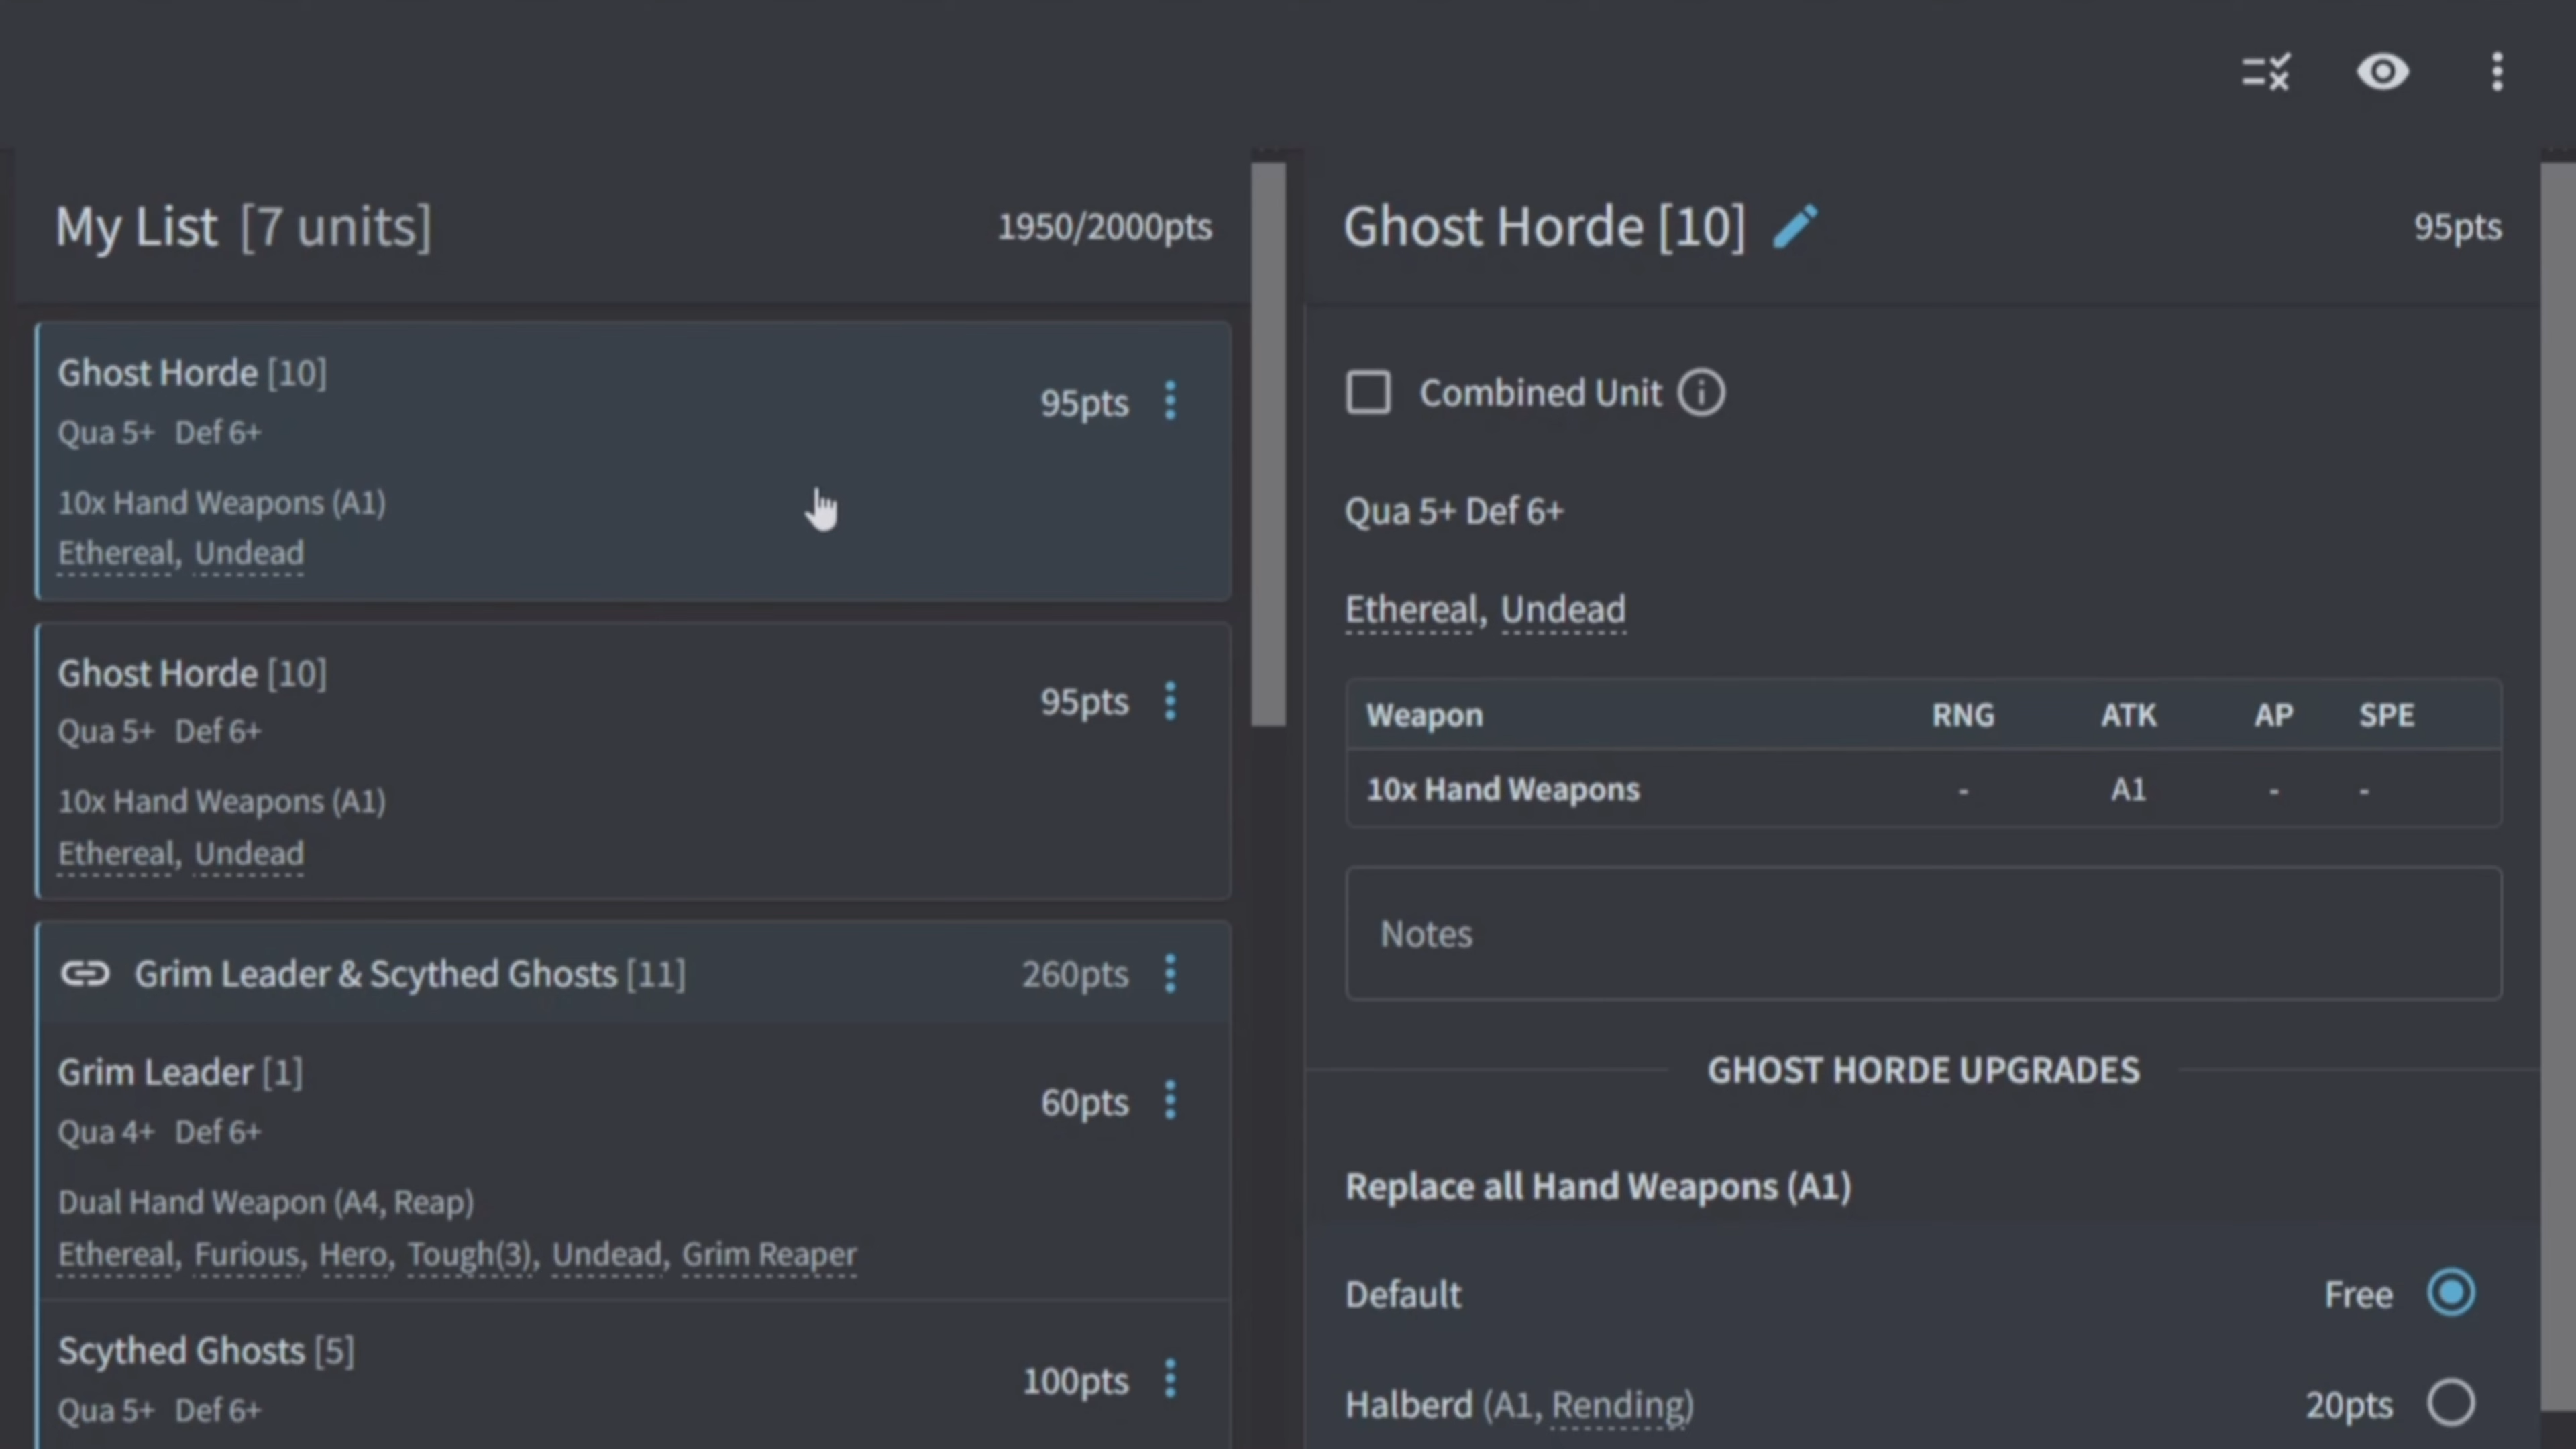 My List [7 units] 1950/2000pts
Ghost Horde [10]
95pts
Qua 5+ Def 6+
10x Hand Weapons (A1)
Ethereal, Undead
Ghost Horde [10]
95pts
Qua 5+ Def 6+
10x Hand Weapons (A1)
Ethereal, Undead
Grim Leader & Scythed Ghosts [11] 260pts
Grim Leader [1]
60pts
Qua 4+ Def 6+
Dual Hand Weapon (A4, Reap)
Ethereal, Furious, Hero, Tough(3), Undead, Grim Reaper
Scythed Ghosts [5]
100pts
Qua 5+ Def 6+
Ghost Horde [10] 95pts
Combined Unit
Qua 5+ Def 6+
Ethereal, Undead
Weapon RNG ATK AP SPE
10x Hand Weapons - A1 - -
Notes
GHOST HORDE UPGRADES
Replace all Hand Weapons (A1)
Default Free
Halberd (A1, Rending) 20pts